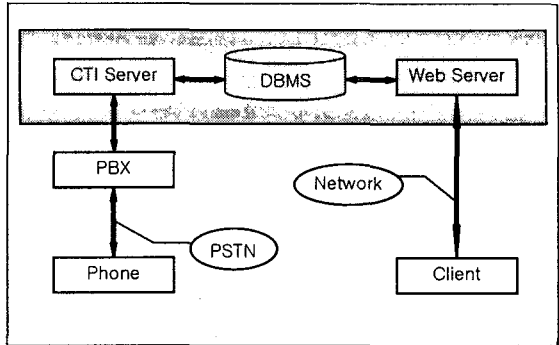 CTI Server
DBMS
Web Server
PBX
Network
PSTN
Phone
Client